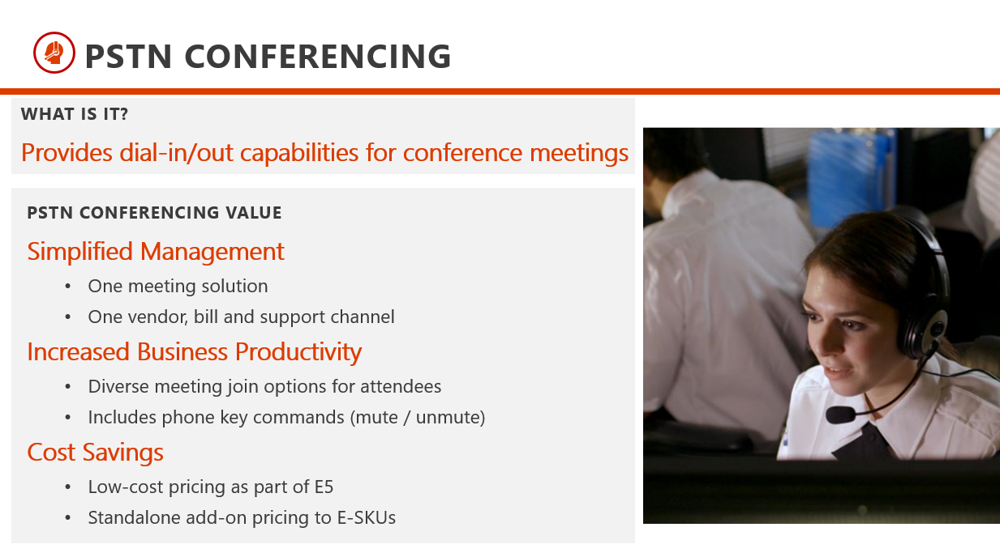 PSTN CONFERENCING
WHAT IS IT?
Provides dial-in/out capabilities for conference meetings
PSTN CONFERENCING VALUE
Simplified Management
• One meeting solution
• One vendor, bill and support channel
Increased Business Productivity
• Diverse meeting join options for attendees
• Includes phone key commands (mute / unmute)
Cost Savings
• Low-cost pricing as part of E5
• Standalone add-on pricing to E-SKUs